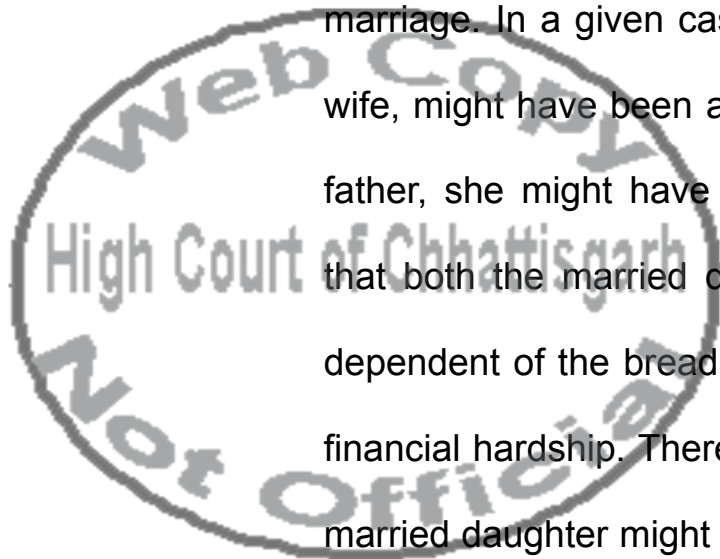 marriage. In a given cas
wife, might have been a
father, she might have
that both the married d
dependent of the bread
financial hardship. There
married daughter might
Web Copy
High Court of Chhattisgarh
Not Official